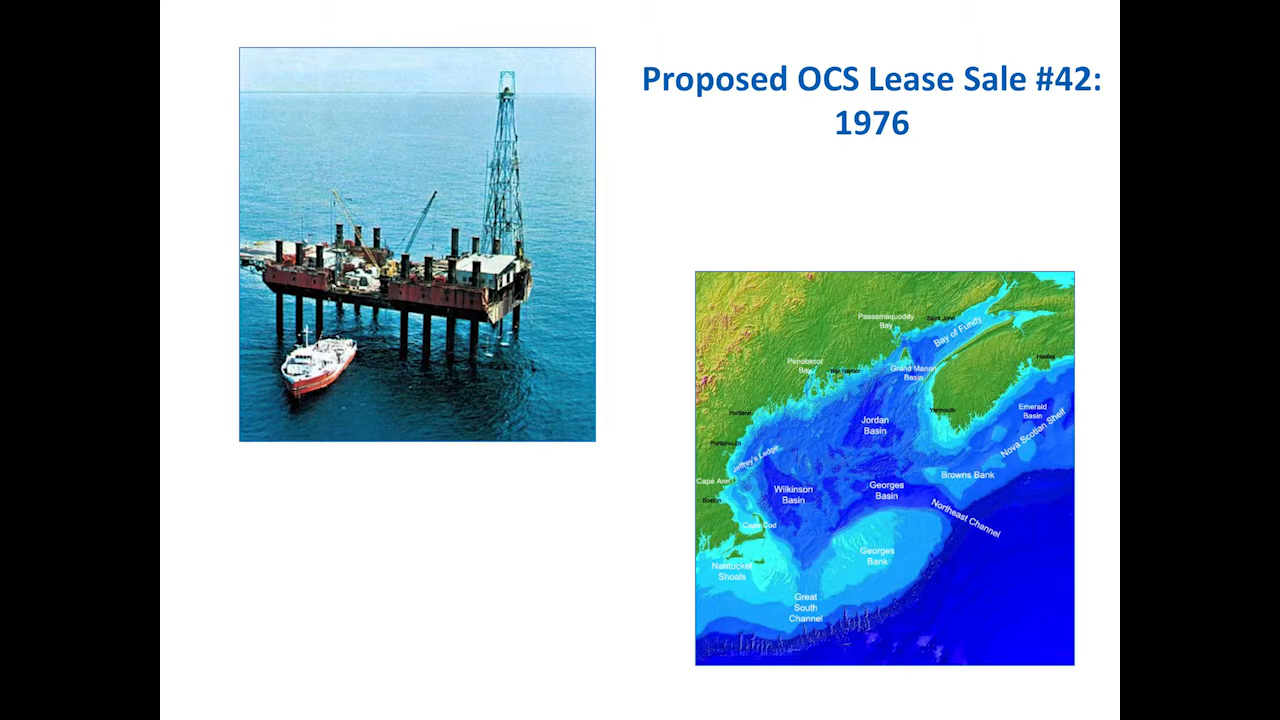 Proposed OCS Lease Sale #42:
1976
Passamaquoddy
Bay
Saint John
Bay of Fundy
Penobscot
Bay
Bar Harbor
Grand Manan
Basin
Halifax
Portland
Yarmouth
Emerald
Basin
Jordan
Basin
Nova Scotian Shelf
Portsmouth
Jeffrey's Ledge
Browns Bank
Cape Ann
Wilkinson
Basin
Georges
Basin
Boston
Northeast Channel
Cape Cod
Georges
Bank
Nantucket
Shoals
Great
South
Channel